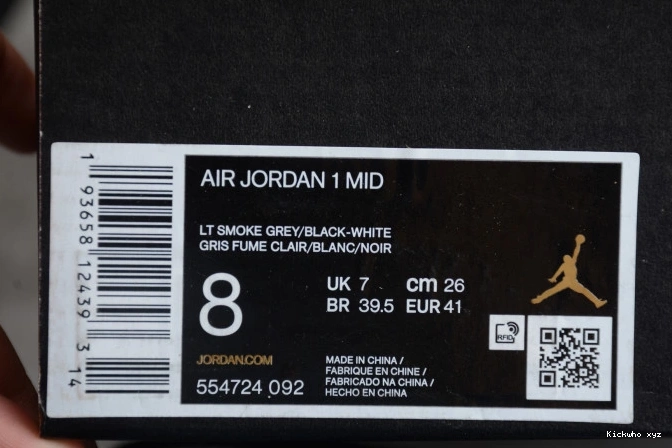 AIR JORDAN 1 MID
LT SMOKE GREY/BLACK-WHITE
GRIS FUME CLAIR/BLANC/NOIR
8
UK 7 cm 26
BR 39.5 EUR 41
RFID
JORDAN.COM
554724 092
MADE IN CHINA /
FABRIQUE EN CHINE /
FABRICADO NA CHINA /
HECHO EN CHINA
1 93658 12439 3 14
Kickwho xyz